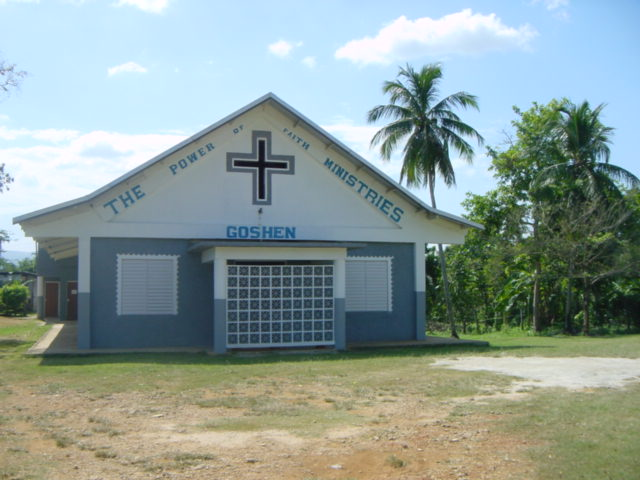 THE POWER OF FAITH MINISTRIES
GOSHEN